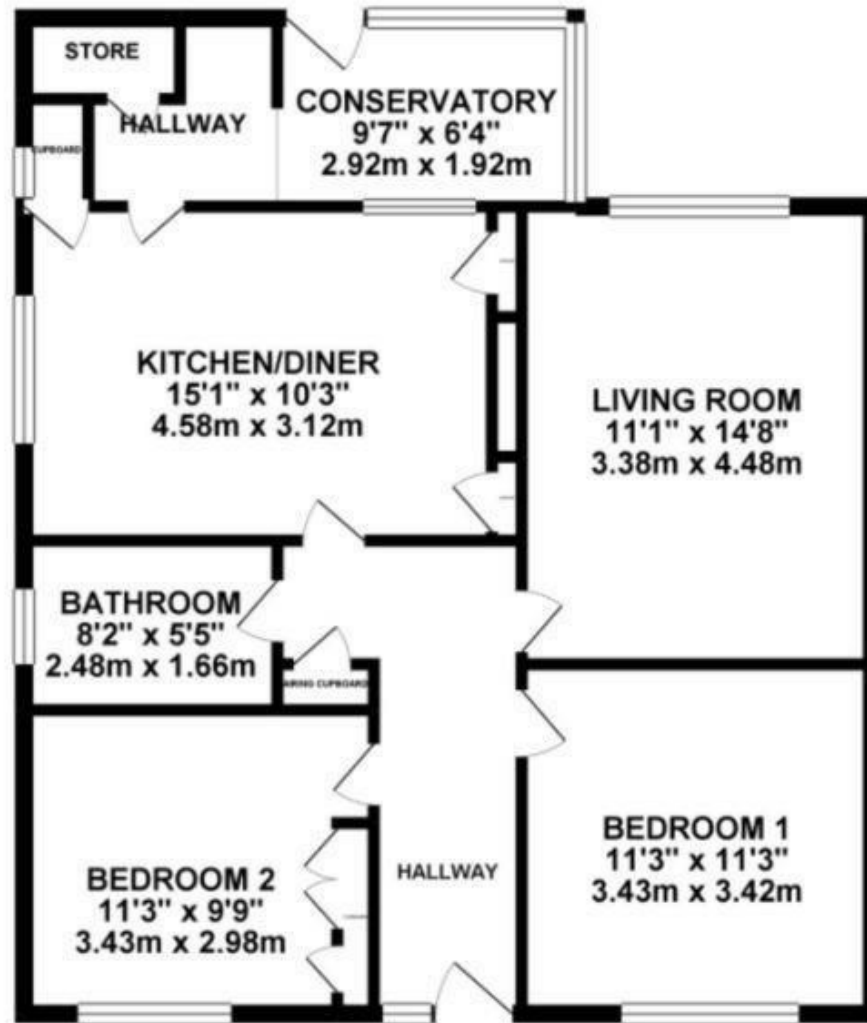 STORE
HALLWAY
CONSERVATORY
9'7" x 6'4"
2.92m x 1.92m
CUPBOARD
KITCHEN/DINER
15'1" x 10'3"
4.58m x 3.12m
LIVING ROOM
11'1" x 14'8"
3.38m x 4.48m
BATHROOM
8'2" x 5'5"
2.48m x 1.66m
AIRING CUPBOARD
BEDROOM 2
11'3" x 9'9"
3.43m x 2.98m
HALLWAY
BEDROOM 1
11'3" x 11'3"
3.43m x 3.42m